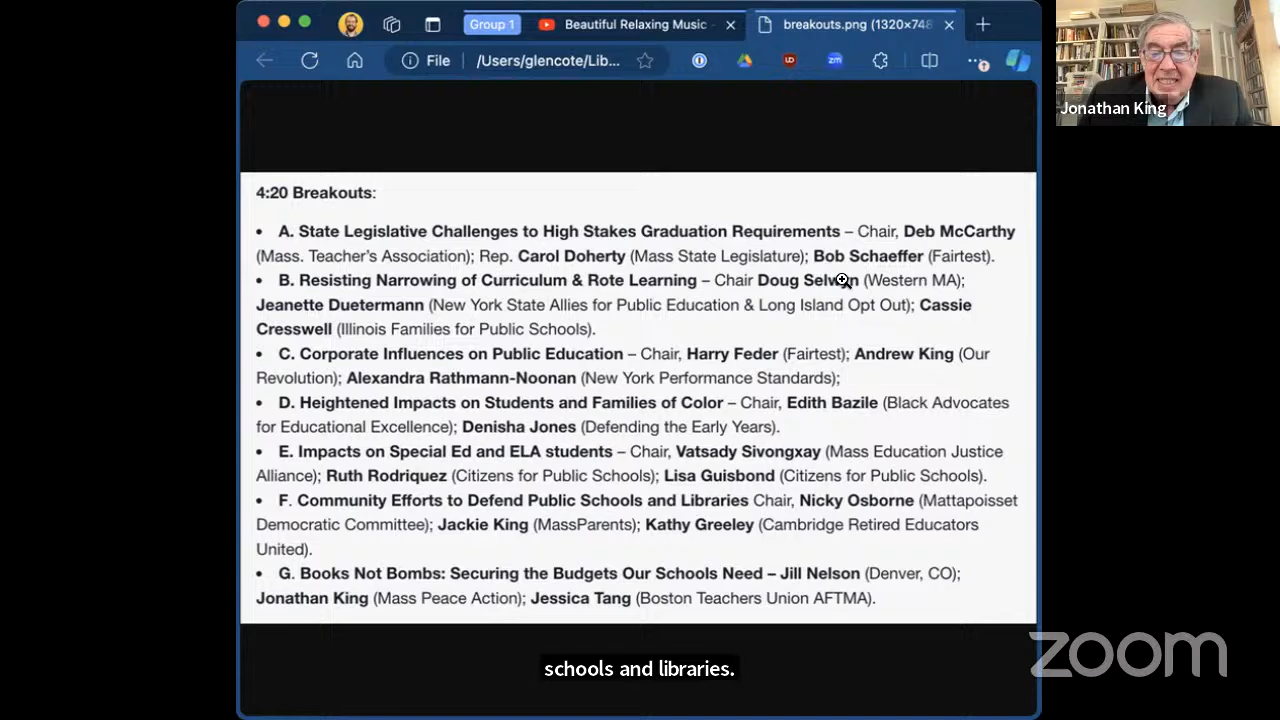 Group 1
Beautiful Relaxing Music
breakouts.png (1320×748
File
/Users/glencote/Lib...
Jonathan King
4:20 Breakouts:
• A. State Legislative Challenges to High Stakes Graduation Requirements – Chair, Deb McCarthy
(Mass. Teacher's Association); Rep. Carol Doherty (Mass State Legislature); Bob Schaeffer (Fairtest).
• B. Resisting Narrowing of Curriculum & Rote Learning – Chair Doug (Western MA);
Jeanette Duetermann (New York State Allies for Public Education & Long Island Opt Out); Cassie
Cresswell (Illinois Families for Public Schools).
• C. Corporate Influences on Public Education – Chair, Harry Feder (Fairtest); Andrew King (Our
Revolution); Alexandra Rathmann-Noonan (New York Performance Standards);
• D. Heightened Impacts on Students and Families of Color – Chair, Edith Bazile (Black Advocates
for Educational Excellence); Denisha Jones (Defending the Early Years).
• E. Impacts on Special Ed and ELA students – Chair, Vatsady Sivongxay (Mass Education Justice
Alliance); Ruth Rodriquez (Citizens for Public Schools); Lisa Guisbond (Citizens for Public Schools).
• F. Community Efforts to Defend Public Schools and Libraries Chair, Nicky Osborne (Mattapoisset
Democratic Committee); Jackie King (MassParents); Kathy Greeley (Cambridge Retired Educators
United).
• G. Books Not Bombs: Securing the Budgets Our Schools Need – Jill Nelson (Denver, CO);
Jonathan King (Mass Peace Action); Jessica Tang (Boston Teachers Union AFTMA).
schools and libraries.
zoom